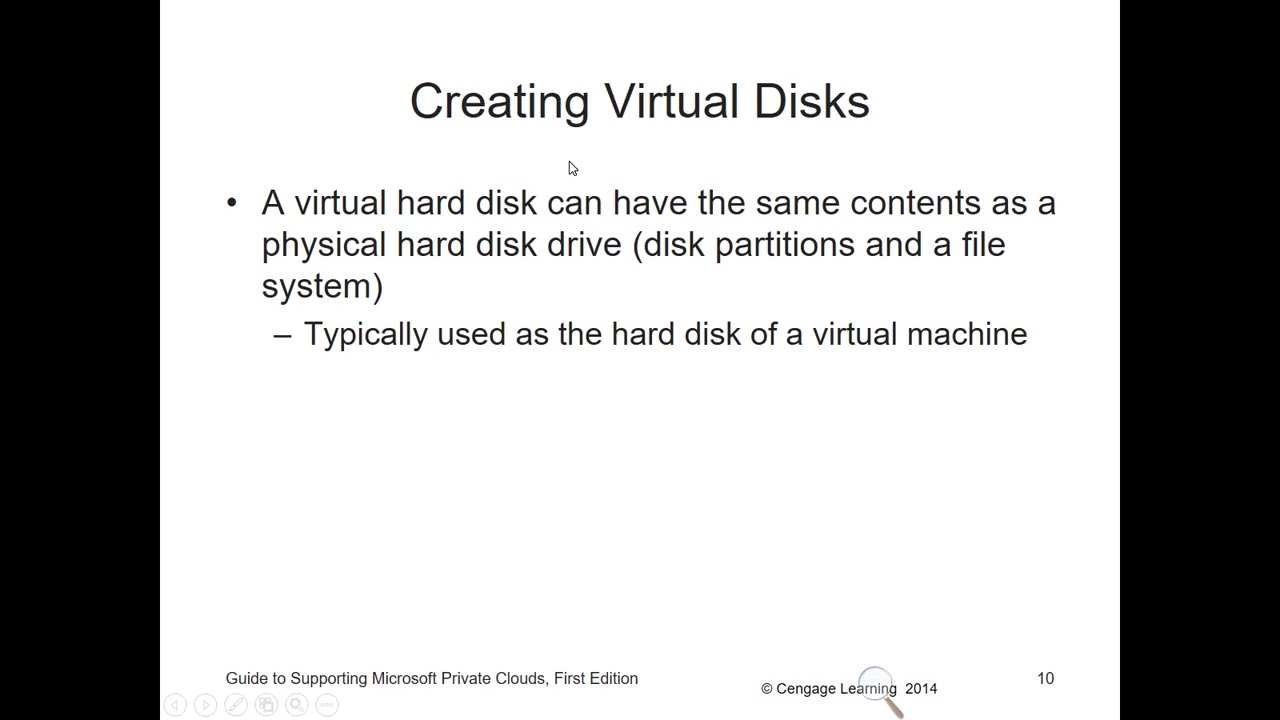 Creating Virtual Disks
• A virtual hard disk can have the same contents as a
physical hard disk drive (disk partitions and a file
system)
– Typically used as the hard disk of a virtual machine
Guide to Supporting Microsoft Private Clouds, First Edition
© Cengage Learning 2014
10